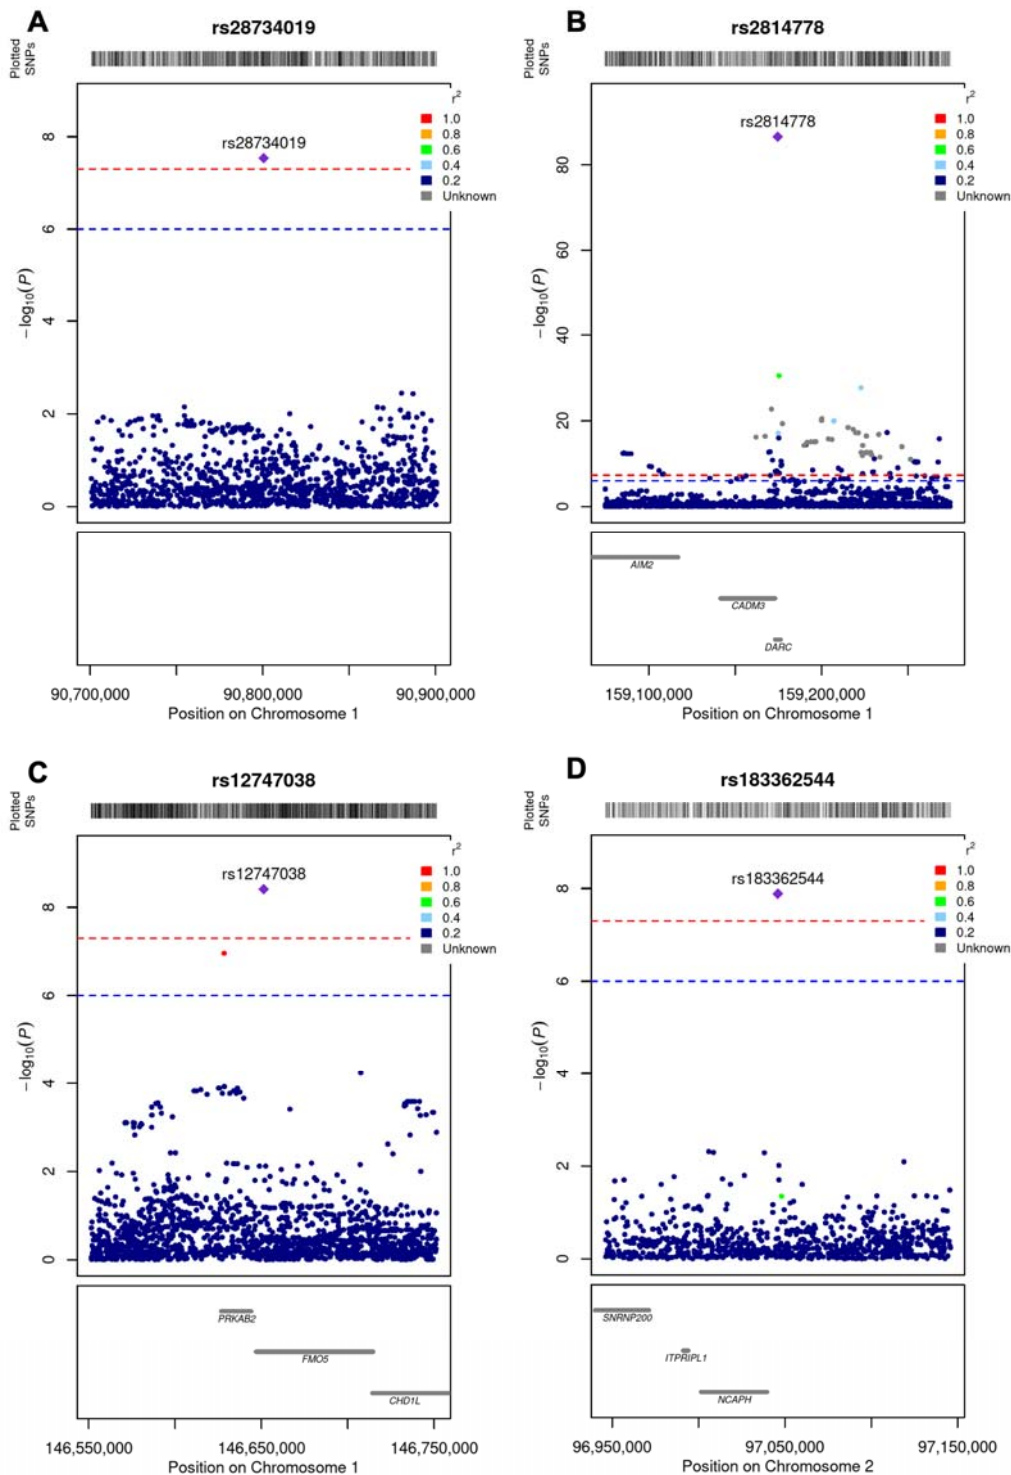 A
rs28734019
Plotted
SNPs
r2
1.0
0.8
0.6
0.4
0.2
Unknown
rs28734019
8
6
4
2
0
−log10(P)
90,700,000
90,800,000
90,900,000
Position on Chromosome 1
B
rs2814778
Plotted
SNPs
r2
1.0
0.8
0.6
0.4
0.2
Unknown
rs2814778
80
60
40
20
0
−log10(P)
AIM2
CADM3
DARC
159,100,000
159,200,000
Position on Chromosome 1
C
rs12747038
Plotted
SNPs
r2
1.0
0.8
0.6
0.4
0.2
Unknown
rs12747038
8
6
4
2
0
−log10(P)
PRKAB2
FMO5
CHD1L
146,550,000
146,650,000
146,750,000
Position on Chromosome 1
D
rs183362544
Plotted
SNPs
r2
1.0
0.8
0.6
0.4
0.2
Unknown
rs183362544
8
6
4
2
0
−log10(P)
SNRNP200
ITPRIPL1
NCAPH
96,950,000
97,050,000
97,150,000
Position on Chromosome 2